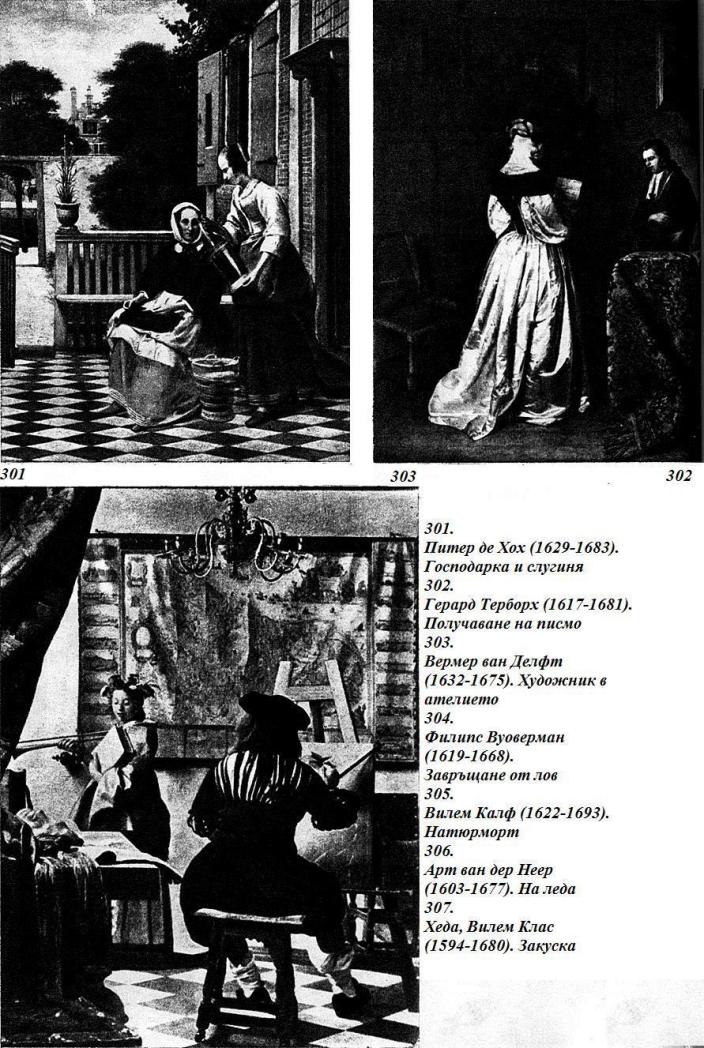 301
303
302
301.
Питер де Хох (1629-1683).
Господарка и слугиня
302.
Герард Терборх (1617-1681).
Получаване на писмо
303.
Вермер ван Делфт
(1632-1675). Художник в
ателието
304.
Филипс Вуоверман
(1619-1668).
Завръщане от лов
305.
Вилем Калф (1622-1693).
Натюрморт
306.
Арт ван дер Неер
(1603-1677). На леда
307.
Хеда, Вилем Клас
(1594-1680). Закуска